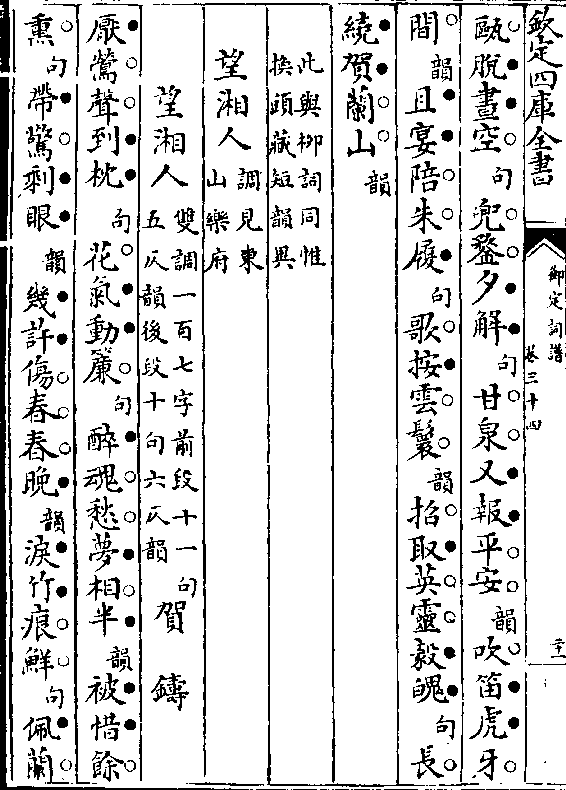 欽定四庫全書
御定詞譜
卷三十四
二十一
甌脫晝空句兜鍪夕解句甘泉又報平安韻吹笛虎牙
間韻且宴陪朱履句歌按雲鬟韻招取英靈毅魄句長
繞賀蘭山韻
此與柳詞同惟
換頭藏短韻異
望湘人調見東
山樂府
望湘人雙調一百七字前段十一句
五仄韻後段十句六仄韻
賀鑄
厭鶯聲到枕句花氣動簾句醉魂愁夢相半韻被惜餘
熏句帶驚剩眼韻幾許傷春春晚韻淚竹痕鮮句佩蘭